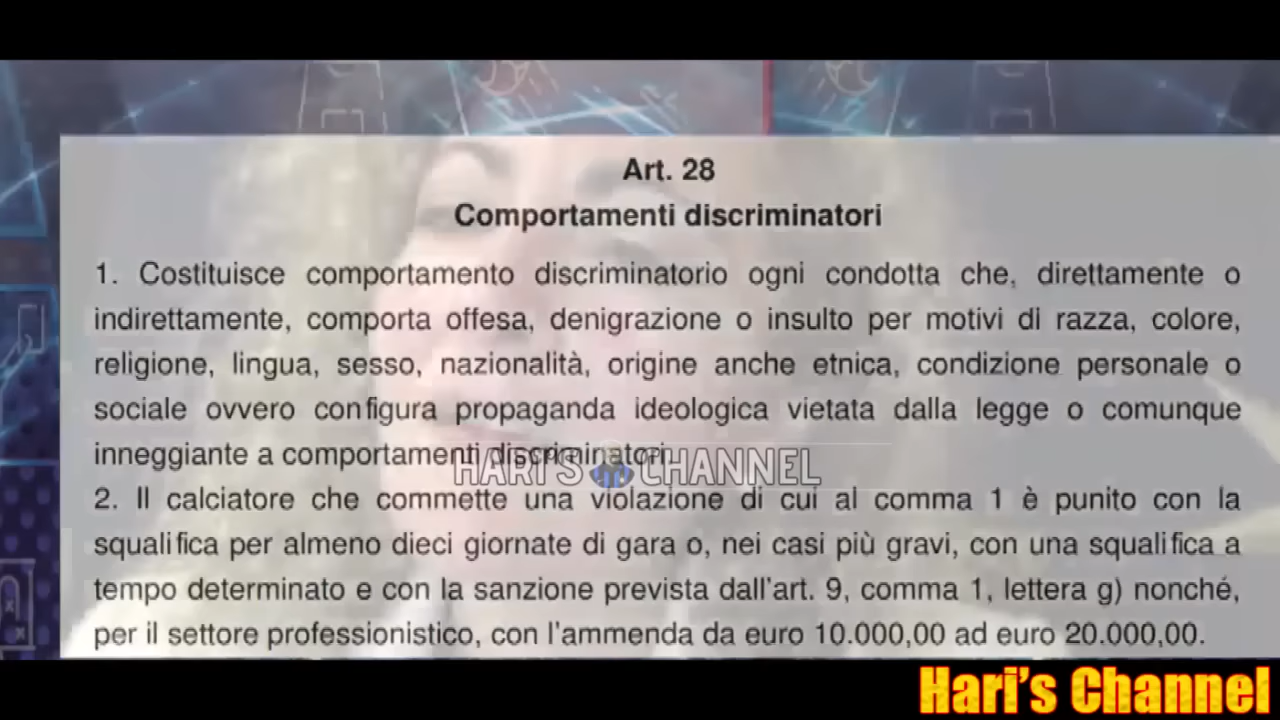 Art. 28
Comportamenti discriminatori
1. Costituisce comportamento discriminatorio ogni condotta che, direttamente o
indirettamente, comporta offesa, denigrazione o insulto per motivi di razza, colore,
religione, lingua, sesso, nazionalità, origine anche etnica, condizione personale o
sociale ovvero configura propaganda ideologica vietata dalla legge o comunque
inneggiante a comportamenti discriminatori.
HARI'S CHANNEL
2. Il calciatore che commette una violazione di cui al comma 1 è punito con la
squalifica per almeno dieci giornate di gara o, nei casi più gravi, con una squalifica a
tempo determinato e con la sanzione prevista dall'art. 9, comma 1, lettera g) nonché,
per il settore professionistico, con l'ammenda da euro 10.000,00 ad euro 20.000,00.
Hari's Channel